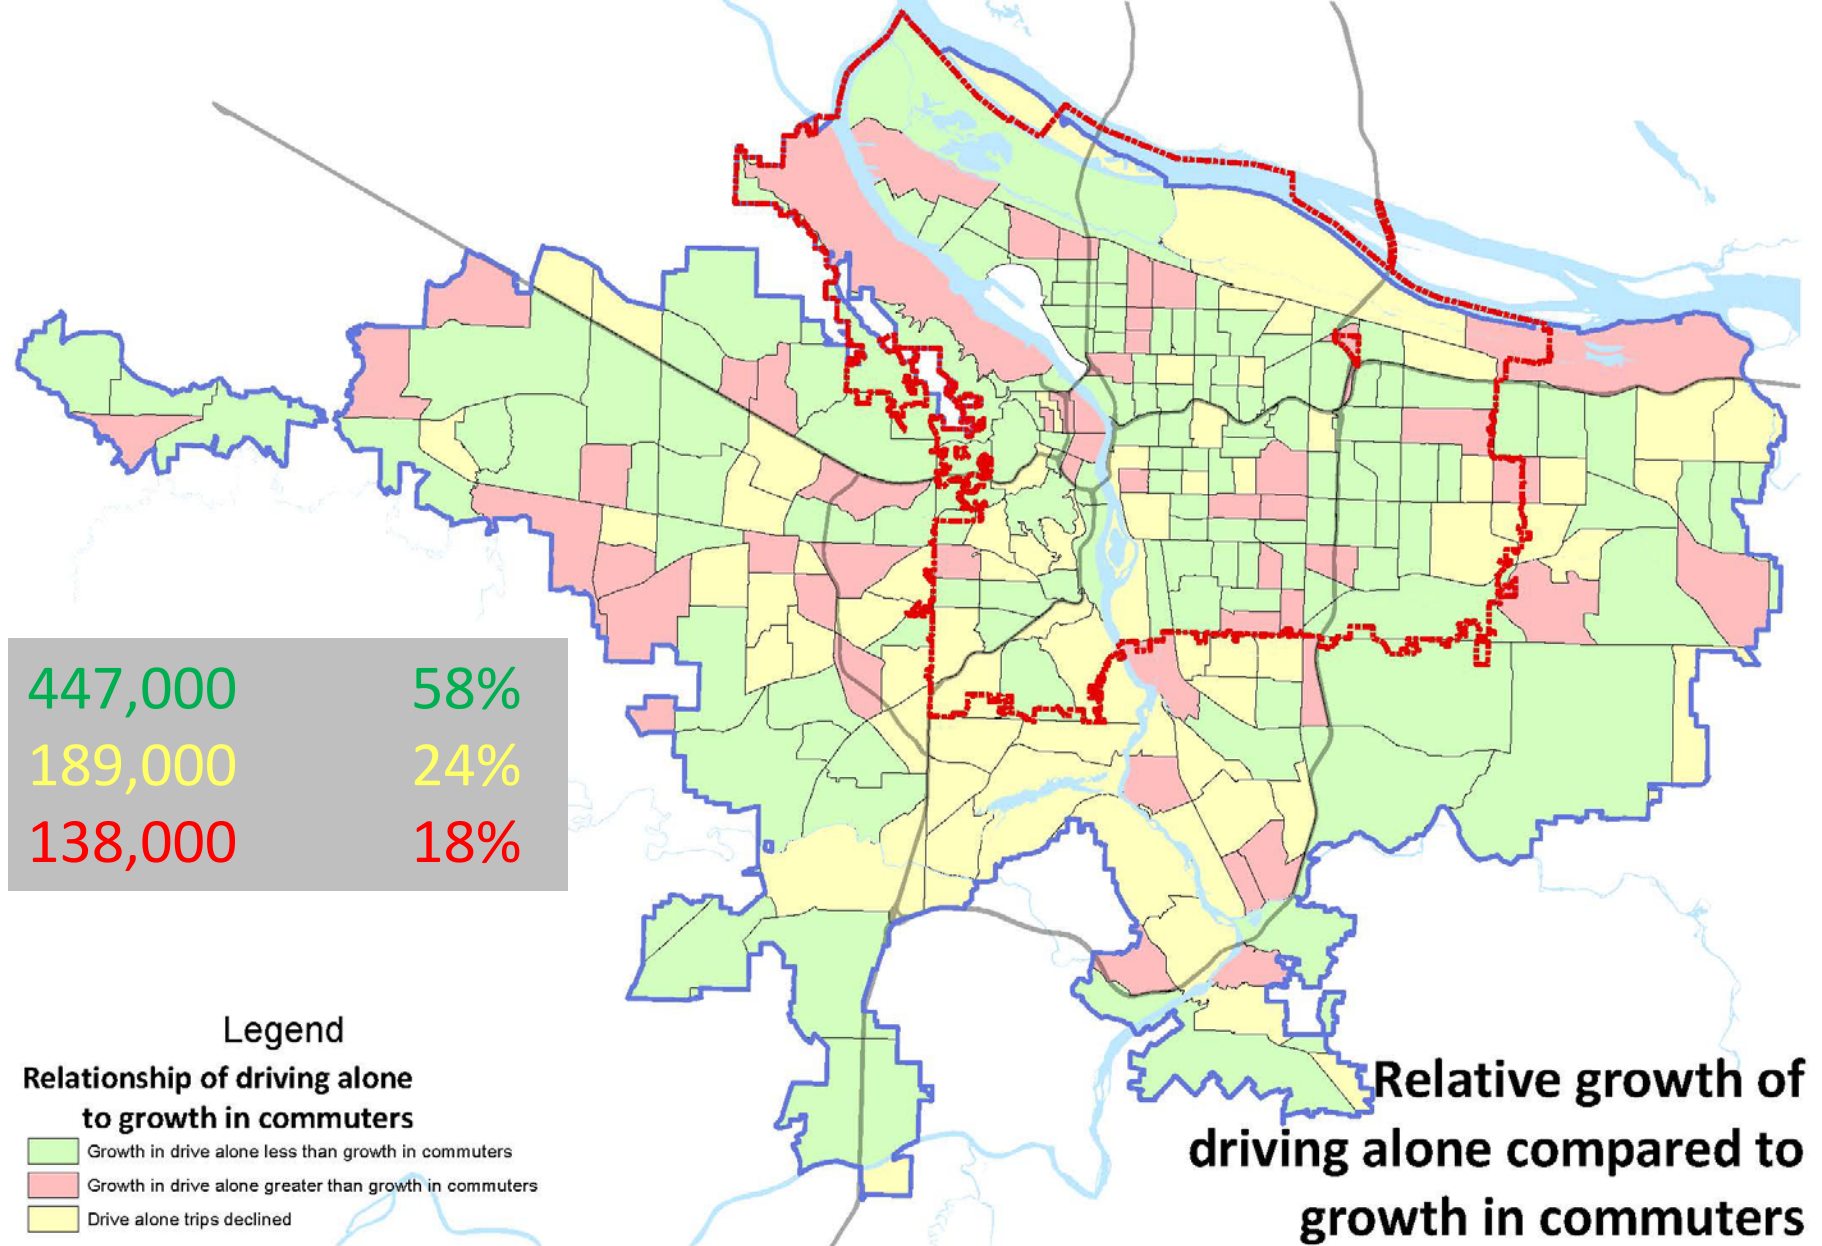 447,000 58%
189,000 24%
138,000 18%
Legend
Relationship of driving alone
to growth in commuters
Growth in drive alone less than growth in commuters
Growth in drive alone greater than growth in commuters
Drive alone trips declined
Relative growth of
driving alone compared to
growth in commuters